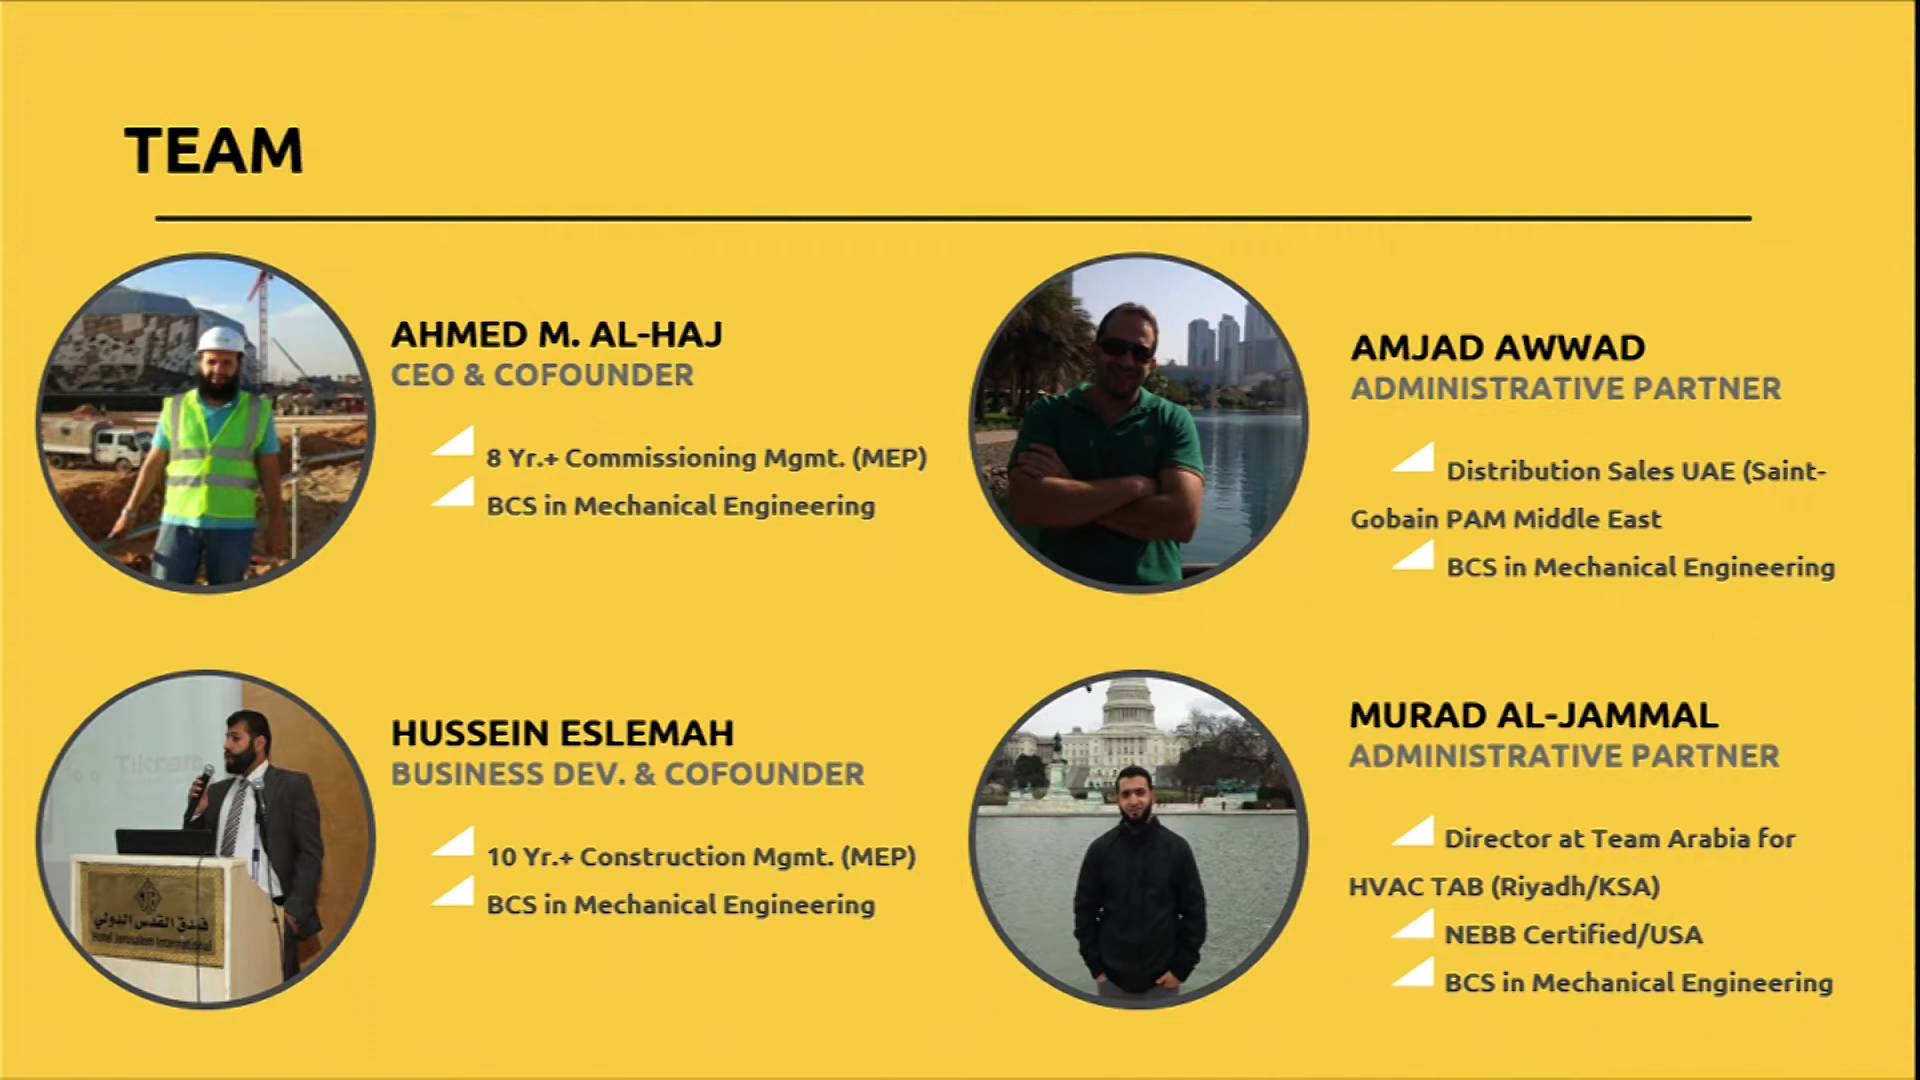 TEAM
AHMED M. AL-HAJ
CEO & COFOUNDER
8 Yr.+ Commissioning Mgmt. (MEP)
BCS in Mechanical Engineering
AMJAD AWWAD
ADMINISTRATIVE PARTNER
Distribution Sales UAE (Saint-
Gobain PAM Middle East
BCS in Mechanical Engineering
HUSSEIN ESLEMAH
BUSINESS DEV. & COFOUNDER
10 Yr.+ Construction Mgmt. (MEP)
BCS in Mechanical Engineering
فندق القدس الدولي
Hotel Jerusalem International
MURAD AL-JAMMAL
ADMINISTRATIVE PARTNER
Director at Team Arabia for
HVAC TAB (Riyadh/KSA)
NEBB Certified/USA
BCS in Mechanical Engineering